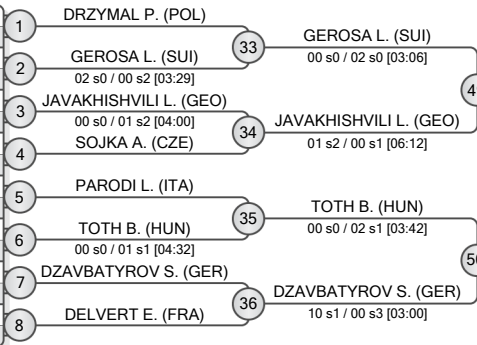 1
DRZYMAL P. (POL)
2
GEROSA L. (SUI)
02 s0 / 00 s2 [03:29]
33
GEROSA L. (SUI)
00 s0 / 02 s0 [03:06]
3
JAVAKHISHVILI L. (GEO)
00 s0 / 01 s2 [04:00]
4
SOJKA A. (CZE)
34
JAVAKHISHVILI L. (GEO)
01 s2 / 00 s1 [06:12]
5
PARODI L. (ITA)
6
TOTH B. (HUN)
00 s0 / 01 s1 [04:32]
35
TOTH B. (HUN)
00 s0 / 02 s1 [03:42]
7
DZAVBATYROV S. (GER)
8
DELVERT E. (FRA)
36
DZAVBATYROV S. (GER)
10 s1 / 00 s3 [03:00]